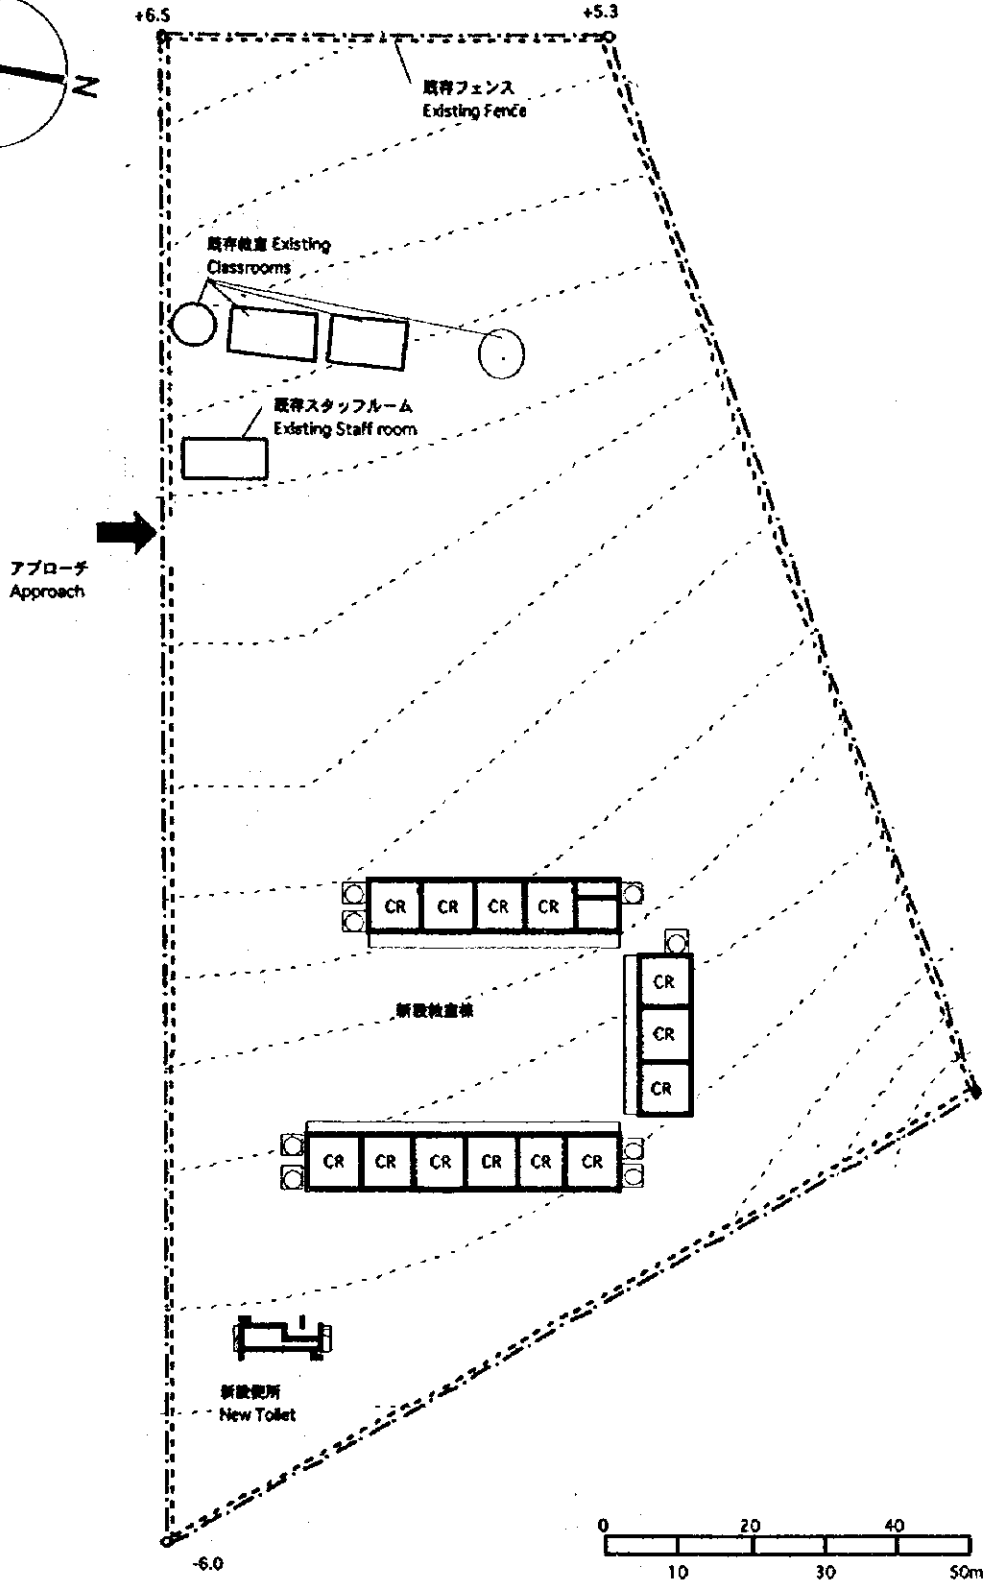 +6.5
+5.3
N
既存フェンス
Existing Fence
既存教室 Existing
Classrooms
既存スタッフルーム
Existing Staff room
アプローチ
Approach
CR
CR
CR
CR
CR
新設教室棟
CR
CR
CR
CR
CR
CR
CR
CR
新設便所
New Toilet
-6.0
0
20
40
10
30
50m